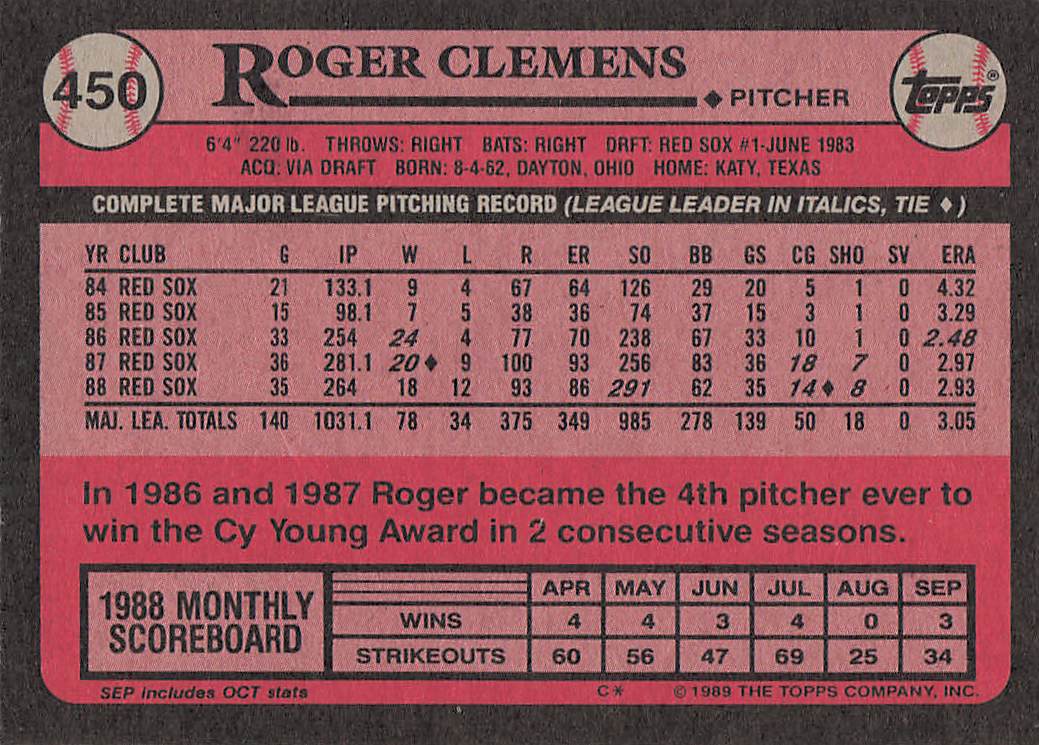 450
ROGER CLEMENS
♦ PITCHER
TOPPS®
6'4" 220 lb. THROWS: RIGHT BATS: RIGHT DRFT: RED SOX #1-JUNE 1983
ACQ: VIA DRAFT BORN: 8-4-62, DAYTON, OHIO HOME: KATY, TEXAS
COMPLETE MAJOR LEAGUE PITCHING RECORD (LEAGUE LEADER IN ITALICS, TIE ♦)
YR CLUB G IP W L R ER SO BB GS CG SHO SV ERA
84 RED SOX 21 133.1 9 4 67 64 126 29 20 5 1 0 4.32
85 RED SOX 15 98.1 7 5 38 36 74 37 15 3 1 0 3.29
86 RED SOX 33 254 24 4 77 70 238 67 33 10 1 0 2.48
87 RED SOX 36 281.1 20♦ 9 100 93 256 83 36 18 7 0 2.97
88 RED SOX 35 264 18 12 93 86 291 62 35 14♦ 8 0 2.93
MAJ. LEA. TOTALS 140 1031.1 78 34 375 349 985 278 139 50 18 0 3.05
In 1986 and 1987 Roger became the 4th pitcher ever to
win the Cy Young Award in 2 consecutive seasons.
1988 MONTHLY
SCOREBOARD
APR MAY JUN JUL AUG SEP
WINS 4 4 3 4 0 3
STRIKEOUTS 60 56 47 69 25 34
SEP includes OCT stats C* © 1989 THE TOPPS COMPANY, INC.